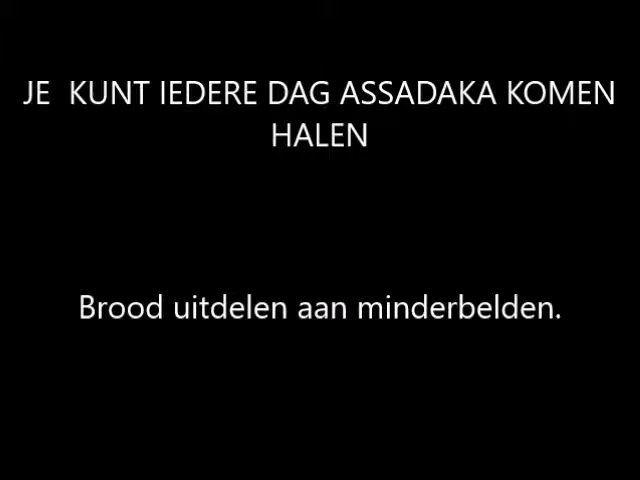 JE  KUNT IEDERE DAG ASSADAKA KOMEN
HALEN
Brood uitdelen aan minderbelden.